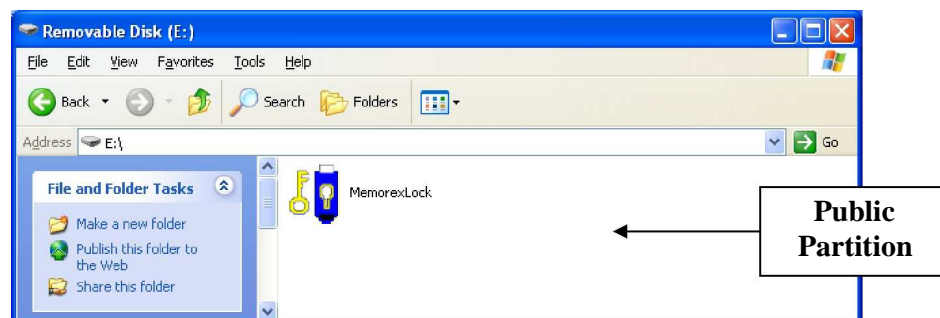 Removable Disk (E:)
File Edit View Favorites Tools Help
Back Search Folders
Address E:\ Go
File and Folder Tasks
Make a new folder
Publish this folder to
the Web
Share this folder
MemorexLock
Public
Partition